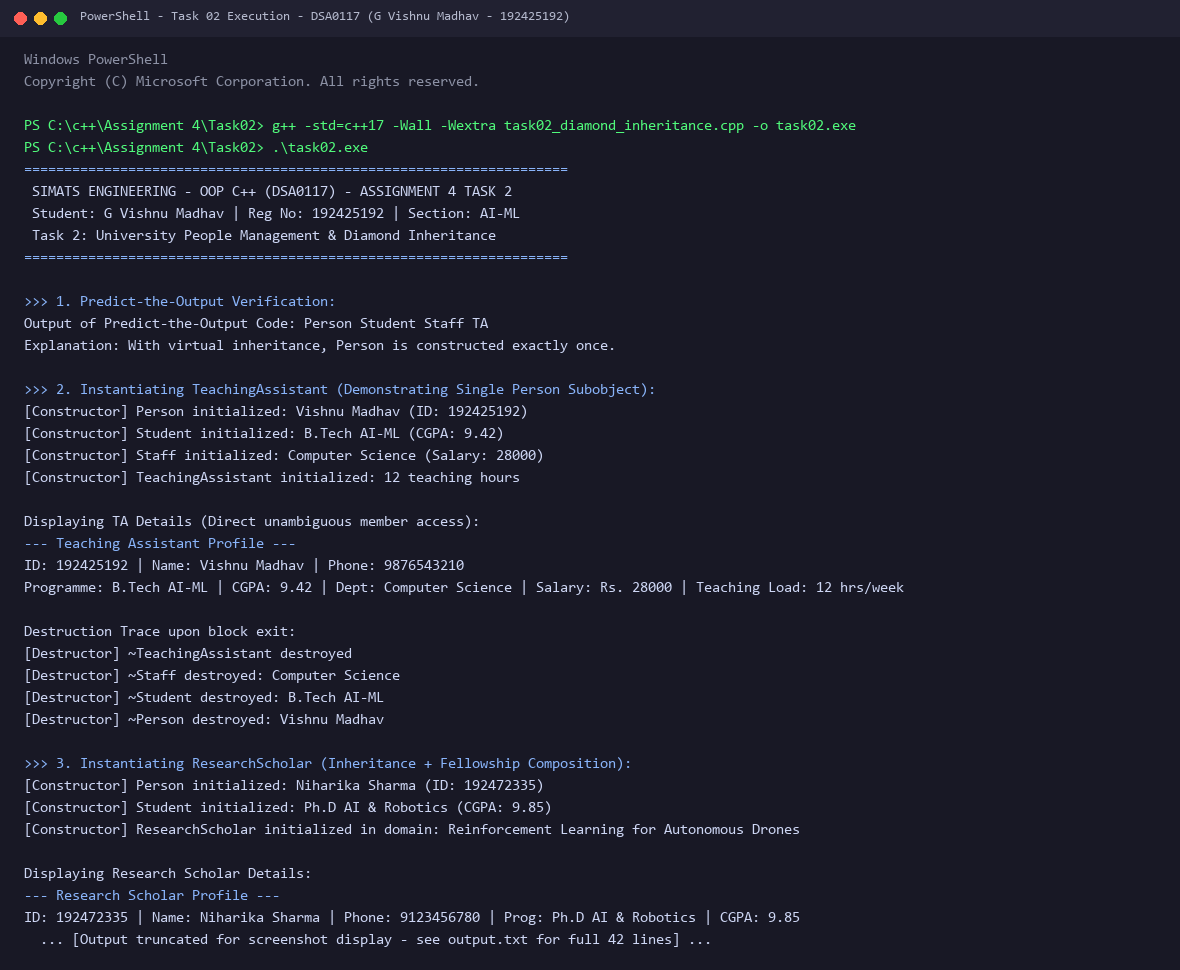 PowerShell - Task 02 Execution - DSA0117 (G Vishnu Madhav - 192425192)
Windows PowerShell
Copyright (C) Microsoft Corporation. All rights reserved.
PS C:\c++\Assignment 4\Task02> g++ -std=c++17 -Wall -Wextra task02_diamond_inheritance.cpp -o task02.exe
PS C:\c++\Assignment 4\Task02> .\task02.exe
====================================================================
SIMATS ENGINEERING - OOP C++ (DSA0117) - ASSIGNMENT 4 TASK 2
Student: G Vishnu Madhav | Reg No: 192425192 | Section: AI-ML
Task 2: University People Management & Diamond Inheritance
====================================================================
>>> 1. Predict-the-Output Verification:
Output of Predict-the-Output Code: Person Student Staff TA
Explanation: With virtual inheritance, Person is constructed exactly once.
>>> 2. Instantiating TeachingAssistant (Demonstrating Single Person Subobject):
[Constructor] Person initialized: Vishnu Madhav (ID: 192425192)
[Constructor] Student initialized: B.Tech AI-ML (CGPA: 9.42)
[Constructor] Staff initialized: Computer Science (Salary: 28000)
[Constructor] TeachingAssistant initialized: 12 teaching hours
Displaying TA Details (Direct unambiguous member access):
--- Teaching Assistant Profile ---
ID: 192425192 | Name: Vishnu Madhav | Phone: 9876543210
Programme: B.Tech AI-ML | CGPA: 9.42 | Dept: Computer Science | Salary: Rs. 28000 | Teaching Load: 12 hrs/week
Destruction Trace upon block exit:
[Destructor] ~TeachingAssistant destroyed
[Destructor] ~Staff destroyed: Computer Science
[Destructor] ~Student destroyed: B.Tech AI-ML
[Destructor] ~Person destroyed: Vishnu Madhav
>>> 3. Instantiating ResearchScholar (Inheritance + Fellowship Composition):
[Constructor] Person initialized: Niharika Sharma (ID: 192472335)
[Constructor] Student initialized: Ph.D AI & Robotics (CGPA: 9.85)
[Constructor] ResearchScholar initialized in domain: Reinforcement Learning for Autonomous Drones
Displaying Research Scholar Details:
--- Research Scholar Profile ---
ID: 192472335 | Name: Niharika Sharma | Phone: 9123456780 | Prog: Ph.D AI & Robotics | CGPA: 9.85
... [Output truncated for screenshot display - see output.txt for full 42 lines] ...